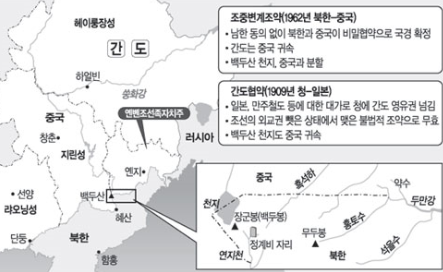 조중변계조약(1962년 북한-중국)
• 남한 동의 없이 북한과 중국이 비밀협약으로 국경 확정
• 간도는 중국 귀속
• 백두산 천지, 중국과 분할
간도협약(1909년 청-일본)
• 일본, 만주철도 등에 대한 대가로 청에 간도 영유권 넘김
• 조선의 외교권 뺏은 상태에서 맺은 불법적 조약으로 무효
• 백두산 천지도 중국 귀속
헤이룽장성
간도
하얼빈
쑹화강
중국
옌볜조선족자치주
러시아
창춘
지린성
옌지
선양
백두산
랴오닝성
혜산
단둥
북한
함흥
중국
흑석하
약수
천지
장군봉(백두봉)
두만강
정계비 자리
무두봉
홍토수
연지천
북한
석을수